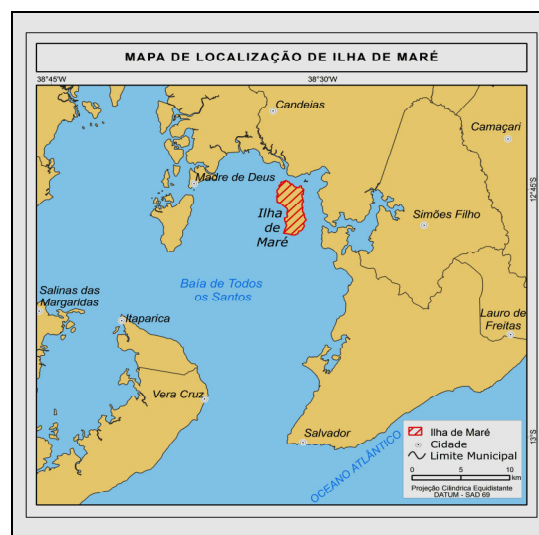 MAPA DE LOCALIZAÇÃO DE ILHA DE MARÉ
38°45'W
38°30'W
Candeias
Camaçari
Madre de Deus
12°45'S
Ilha
de
Maré
Simões Filho
Baía de Todos
os Santos
Salinas das
Margaridas
Itaparica
Lauro de
Freitas
Vera Cruz
Salvador
13°S
OCEANO ATLÂNTICO
Ilha de Maré
Cidade
Limite Municipal
0 5 10
km
Projeção Cilíndrica Equidistante
DATUM - SAD 69